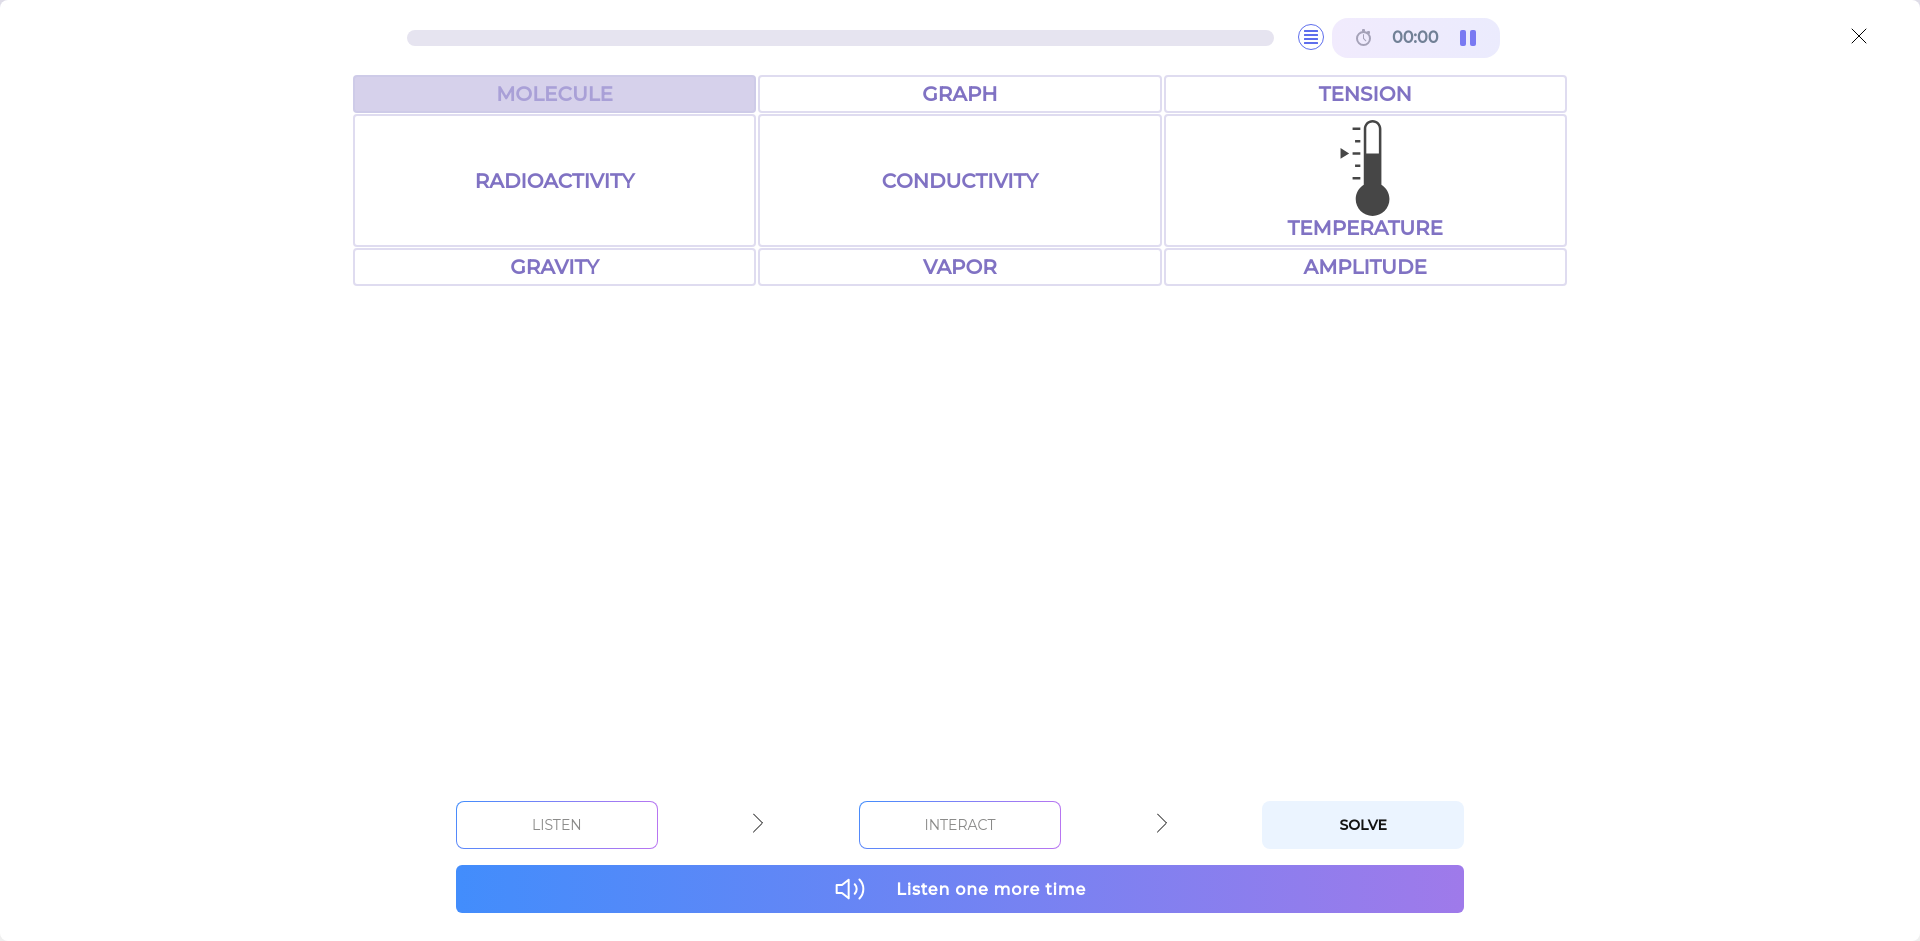 00:00
MOLECULE
GRAPH
TENSION
RADIOACTIVITY
CONDUCTIVITY
TEMPERATURE
GRAVITY
VAPOR
AMPLITUDE
LISTEN
INTERACT
SOLVE
Listen one more time